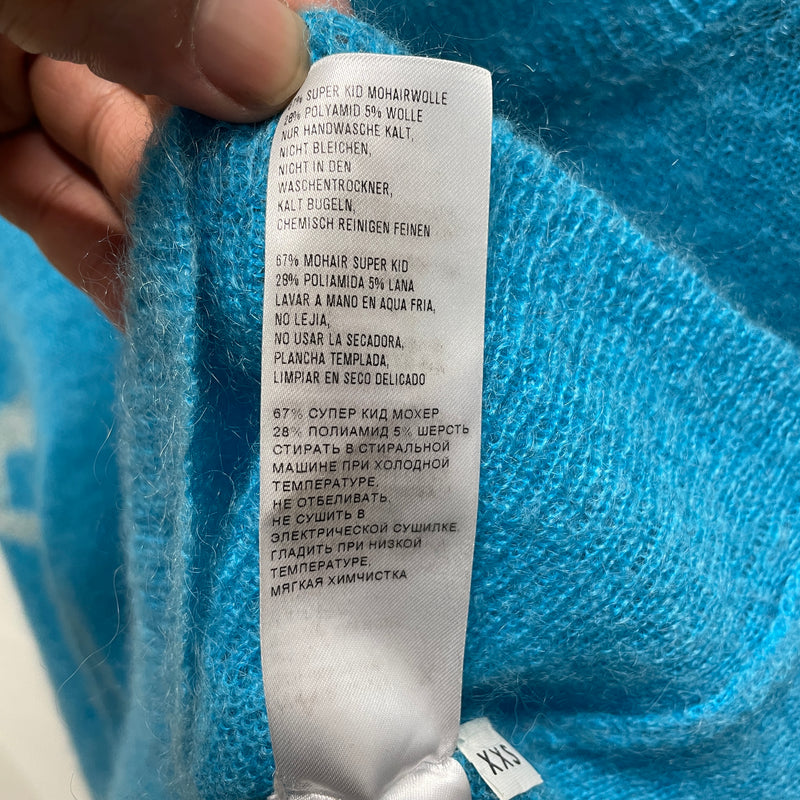 67% SUPER KID MOHAIRWOLLE
28% POLYAMID 5% WOLLE
NUR HANDWASCHE KALT,
NICHT BLEICHEN,
NICHT IN DEN
WASCHENTROCKNER,
KALT BUGELN,
CHEMISCH REINIGEN FEINEN
67% MOHAIR SUPER KID
28% POLIAMIDA 5% LANA
LAVAR A MANO EN AQUA FRIA,
NO LEJIA,
NO USAR LA SECADORA,
PLANCHA TEMPLADA,
LIMPIAR EN SECO DELICADO
67% СУПЕР КИД МОХЕР
28% ПОЛИАМИД 5% ШЕРСТЬ
СТИРАТЬ В СТИРАЛЬНОЙ
МАШИНЕ ПРИ ХОЛОДНОЙ
ТЕМПЕРАТУРЕ,
НЕ ОТБЕЛИВАТЬ.
НЕ СУШИТЬ В
ЭЛЕКТРИЧЕСКОЙ СУШИЛКЕ.
ГЛАДИТЬ ПРИ НИЗКОЙ
ТЕМПЕРАТУРЕ.
МЯГКАЯ ХИМЧИСТКА
XXS